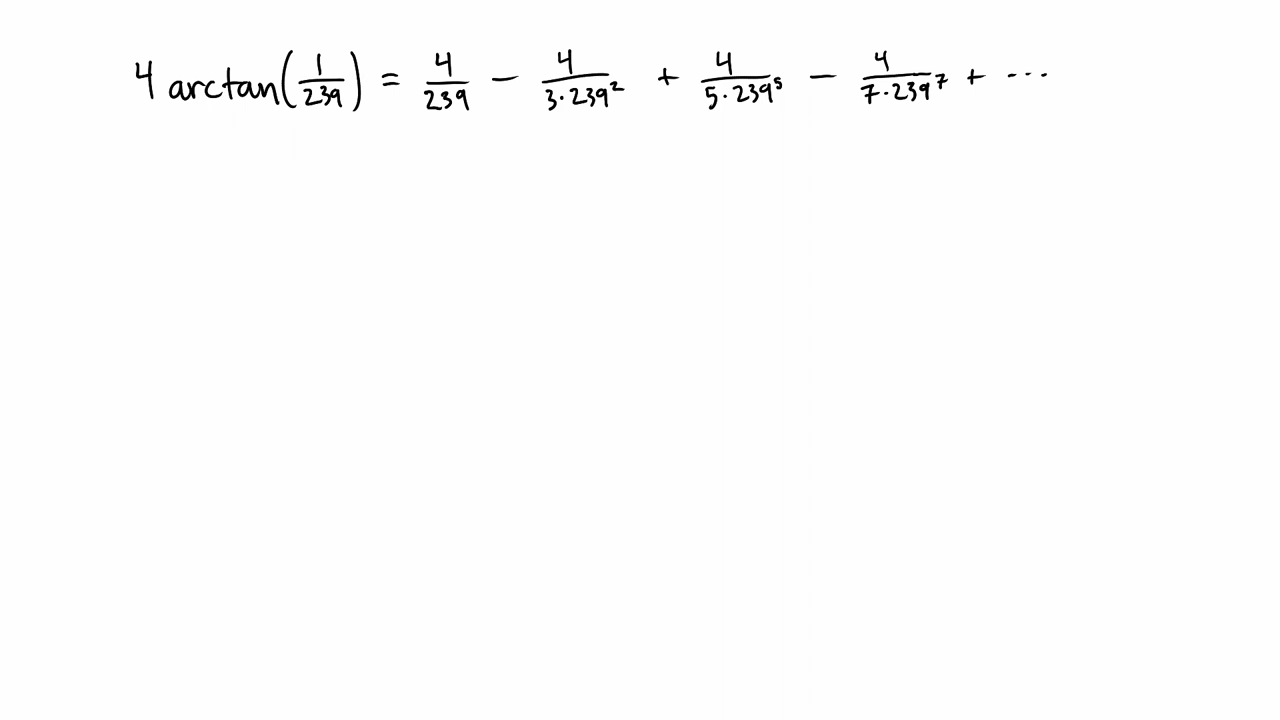 4 arctan(1/239) = 4/239 − 4/(3·239²) + 4/(5·239⁵) − 4/(7·239⁷) + ⋯